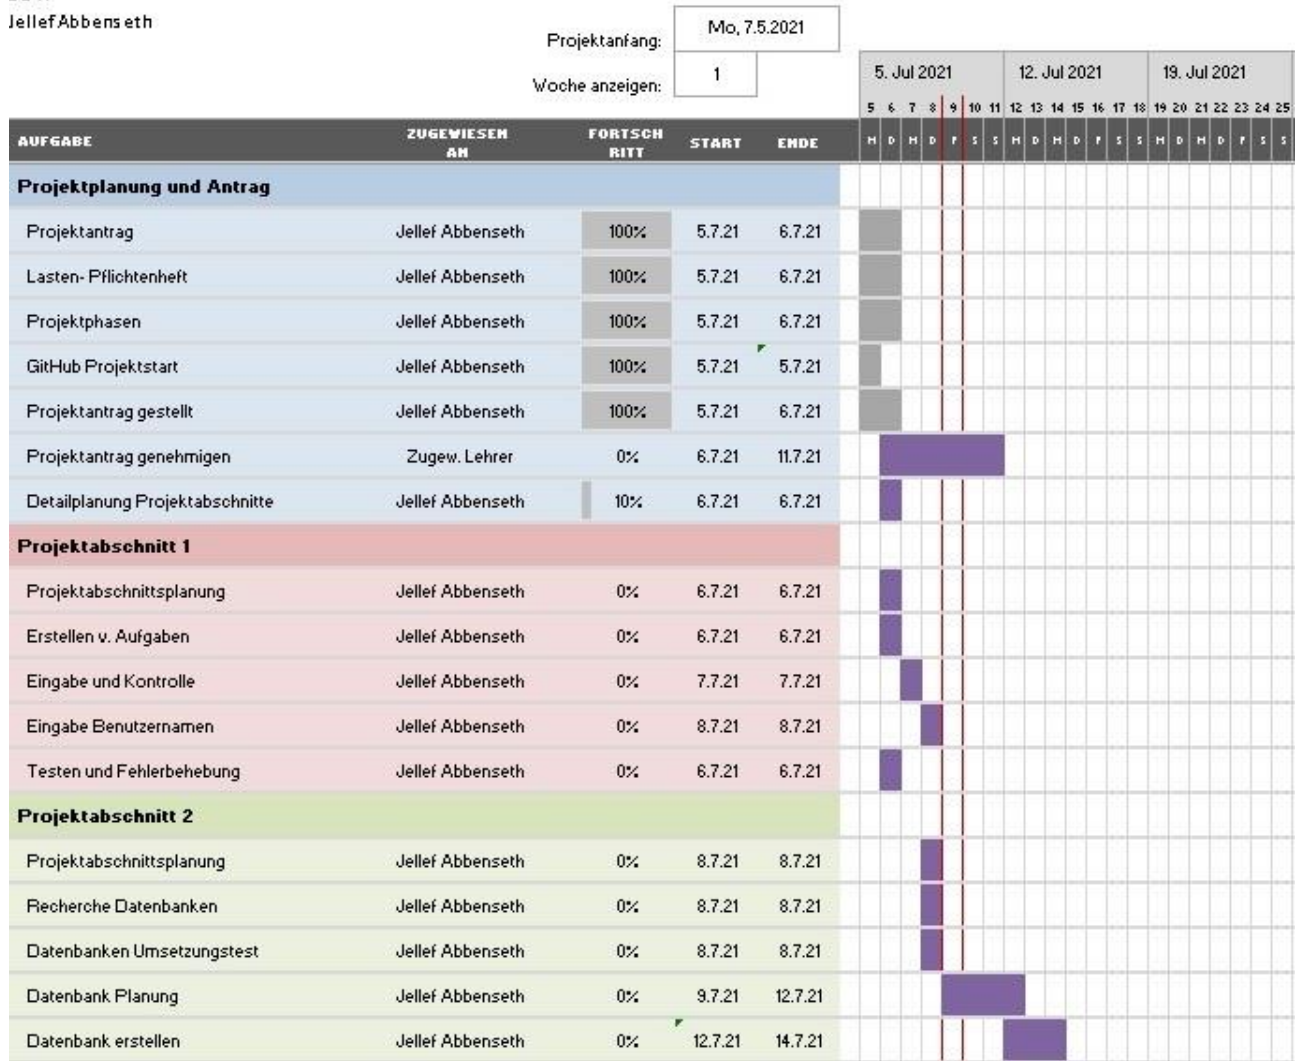 Jellef Abbenseth
Projektanfang: Mo, 7.5.2021
Woche anzeigen: 1
5. Jul 2021 12. Jul 2021 19. Jul 2021
5 6 7 8 9 10 11 12 13 14 15 16 17 18 19 20 21 22 23 24 25
AUFGABE ZUGEWIESEN AN FORTSCHRITT START ENDE M D M D F S S M D M D F S S M D M D F S S
Projektplanung und Antrag
Projektantrag Jellef Abbenseth 100% 5.7.21 6.7.21
Lasten- Pflichtenheft Jellef Abbenseth 100% 5.7.21 6.7.21
Projektphasen Jellef Abbenseth 100% 5.7.21 6.7.21
GitHub Projektstart Jellef Abbenseth 100% 5.7.21 5.7.21
Projektantrag gestellt Jellef Abbenseth 100% 5.7.21 6.7.21
Projektantrag genehmigen Zugew. Lehrer 0% 6.7.21 11.7.21
Detailplanung Projektabschnitte Jellef Abbenseth 10% 6.7.21 6.7.21
Projektabschnitt 1
Projektabschnittsplanung Jellef Abbenseth 0% 6.7.21 6.7.21
Erstellen v. Aufgaben Jellef Abbenseth 0% 6.7.21 6.7.21
Eingabe und Kontrolle Jellef Abbenseth 0% 7.7.21 7.7.21
Eingabe Benutzernamen Jellef Abbenseth 0% 8.7.21 8.7.21
Testen und Fehlerbehebung Jellef Abbenseth 0% 6.7.21 6.7.21
Projektabschnitt 2
Projektabschnittsplanung Jellef Abbenseth 0% 8.7.21 8.7.21
Recherche Datenbanken Jellef Abbenseth 0% 8.7.21 8.7.21
Datenbanken Umsetzungstest Jellef Abbenseth 0% 8.7.21 8.7.21
Datenbank Planung Jellef Abbenseth 0% 9.7.21 12.7.21
Datenbank erstellen Jellef Abbenseth 0% 12.7.21 14.7.21